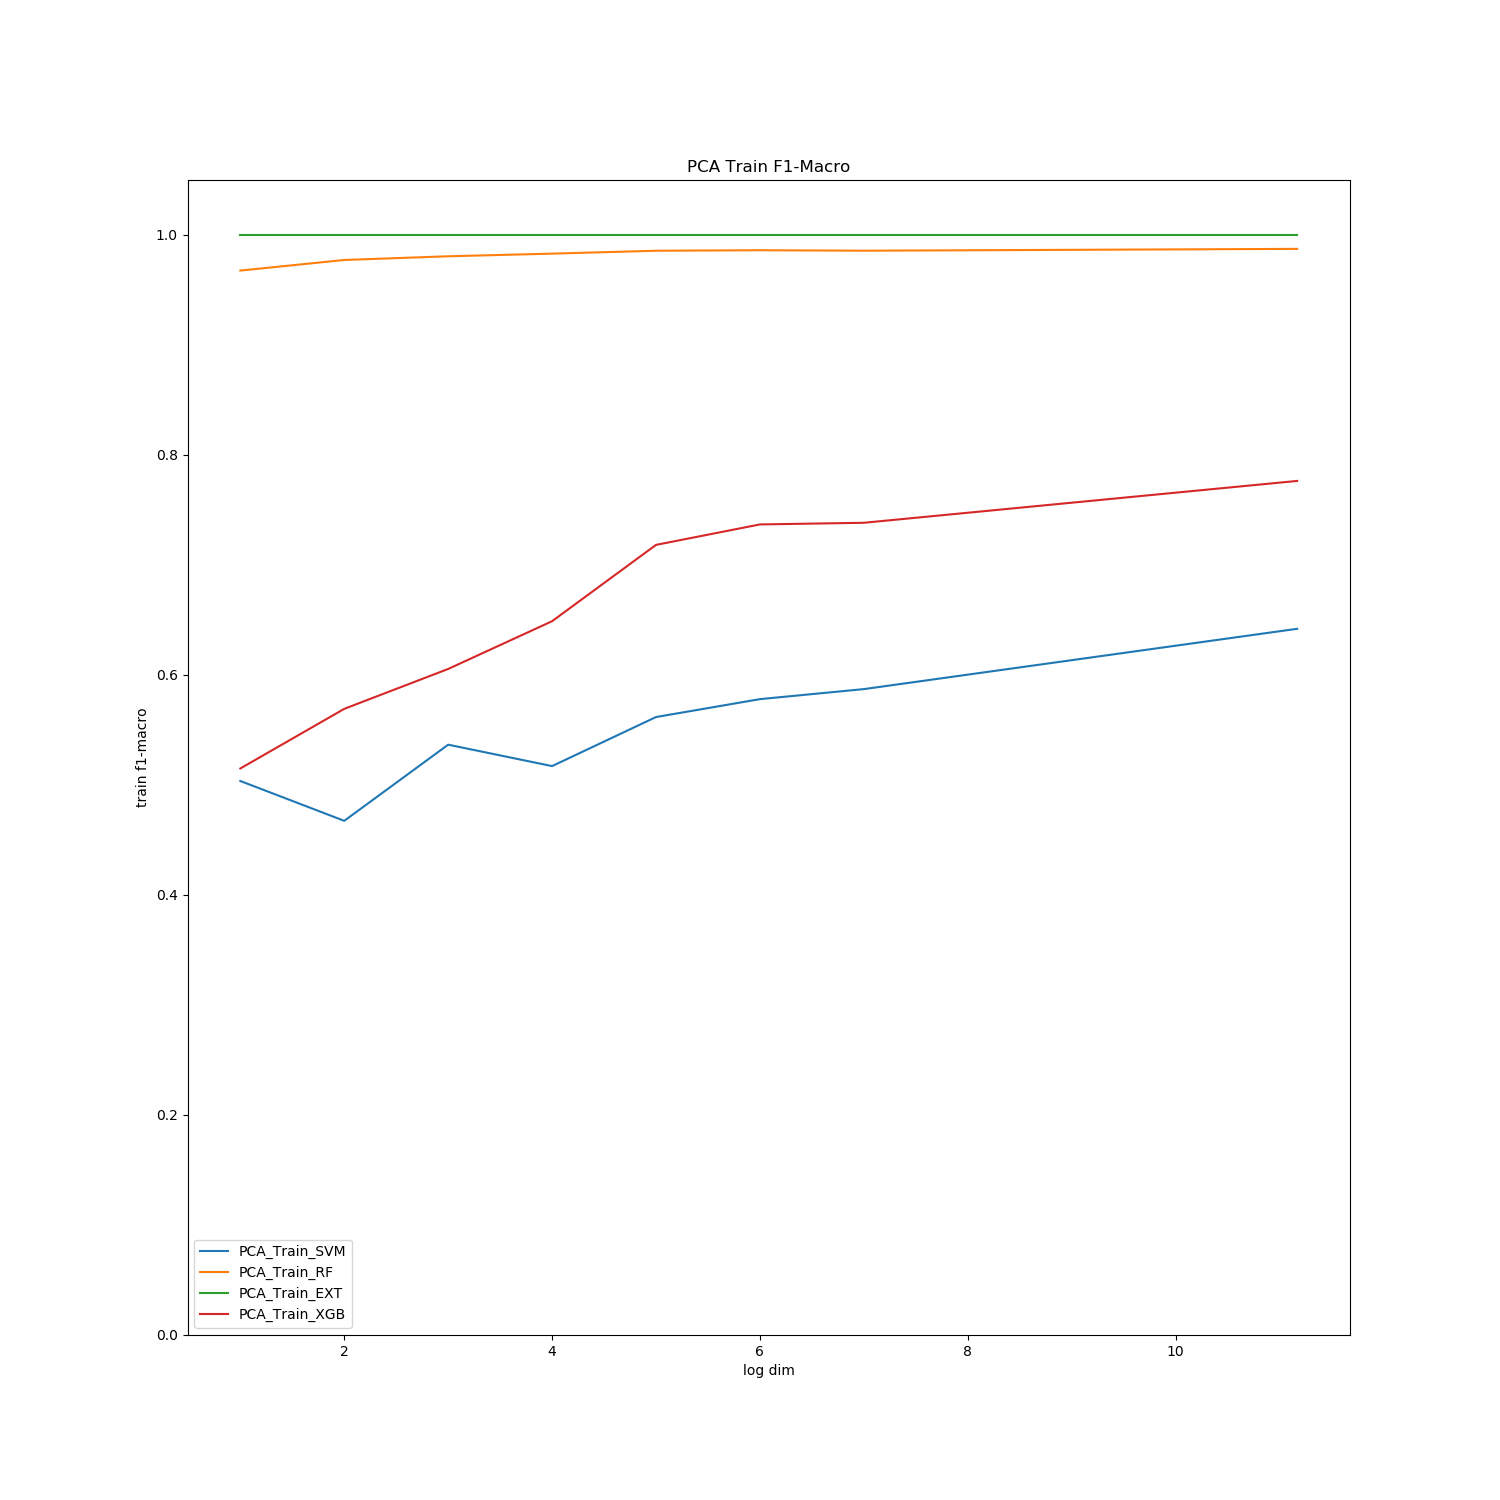 PCA Train F1-Macro
1.0
0.8
0.6
0.4
0.2
0.0
train f1-macro
PCA_Train_SVM
PCA_Train_RF
PCA_Train_EXT
PCA_Train_XGB
2 4 6 8 10
log dim